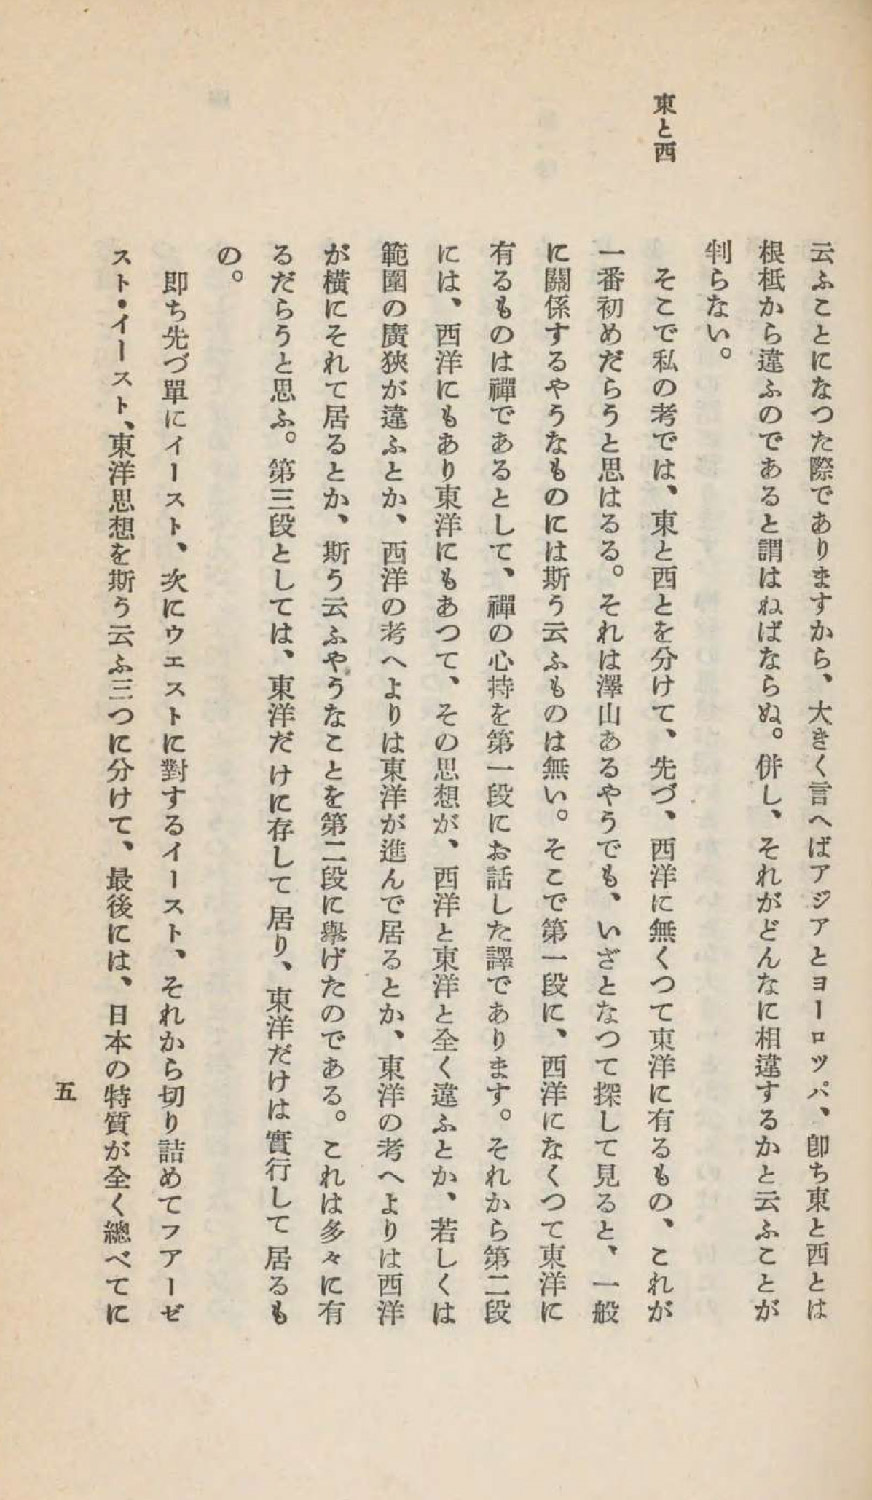 東と西
云ふことになつた際でありますから、大きく言へばアジアとヨーロツパ、卽ち東と西とは
根柢から違ふのであると謂はねばならぬ。併し、それがどんなに相違するかと云ふことが
判らない。
そこで私の考では、東と西とを分けて、先づ、西洋に無くつて東洋に有るもの、これが
一番初めだらうと思はるる。それは澤山あるやうでも、いざとなつて探して見ると、一般
に關係するやうなものには斯う云ふものは無い。そこで第一段に、西洋になくつて東洋に
有るものは禪であるとして、禪の心持を第一段にお話した譯であります。それから第二段
には、西洋にもあり東洋にもあつて、その思想が、西洋と東洋と全く違ふとか、若しくは
範圍の廣狹が違ふとか、西洋の考へよりは東洋が進んで居るとか、東洋の考へよりは西洋
が橫にそれて居るとか、斯う云ふやうなことを第二段に擧げたのである。これは多々に有
るだらうと思ふ。第三段としては、東洋だけに存して居り、東洋だけは實行して居るも
の。
卽ち先づ單にイースト、次にウエストに對するイースト、それから切り詰めてフアーゼ
スト・イースト、東洋思想を斯う云ふ三つに分けて、最後には、日本の特質が全く總べてに
五